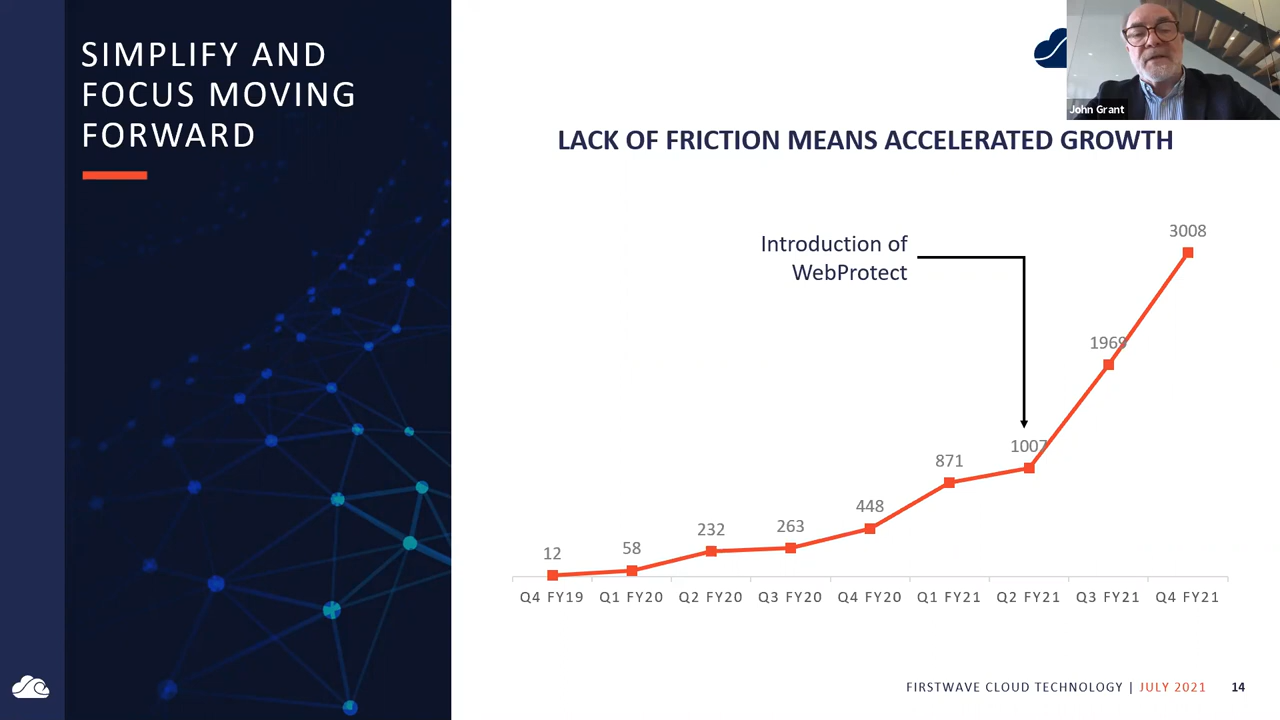 SIMPLIFY AND
FOCUS MOVING
FORWARD
John Grant
LACK OF FRICTION MEANS ACCELERATED GROWTH
Introduction of
WebProtect
12
58
232
263
448
871
1007
1969
3008
Q4 FY19
Q1 FY20
Q2 FY20
Q3 FY20
Q4 FY20
Q1 FY21
Q2 FY21
Q3 FY21
Q4 FY21
FIRSTWAVE CLOUD TECHNOLOGY | JULY 2021 14